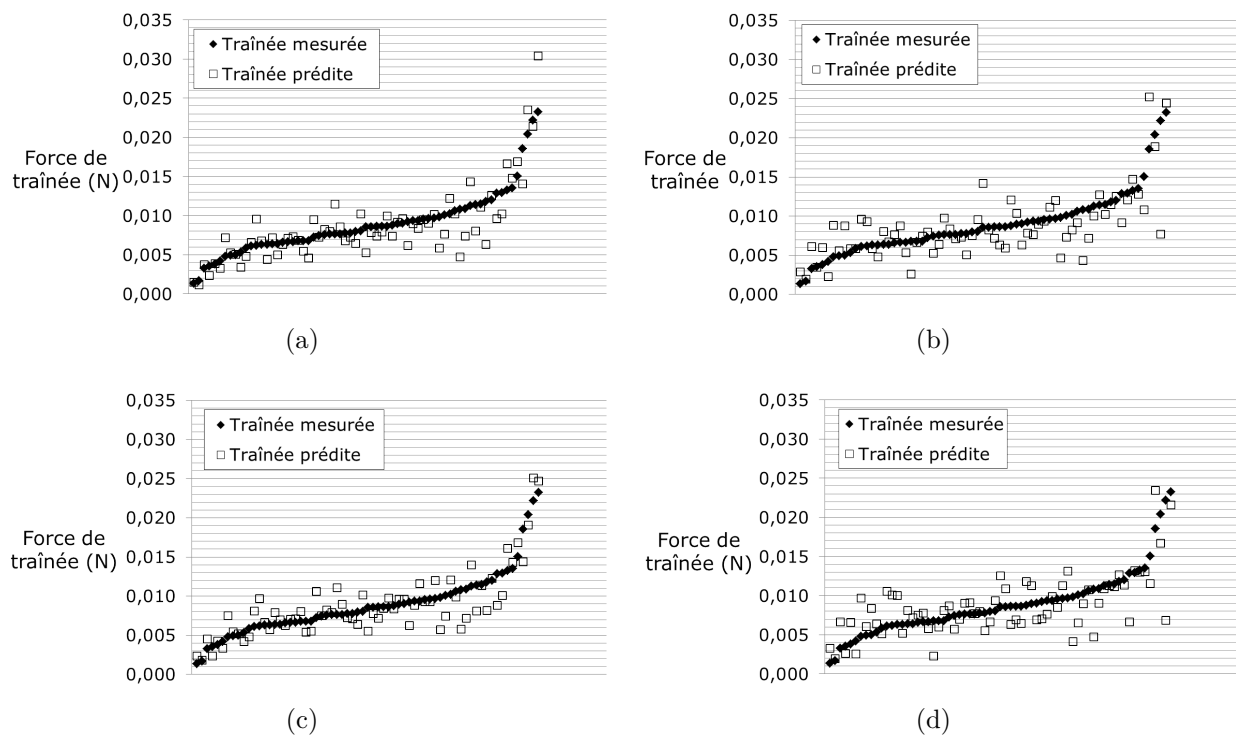 0,035
0,030
0,025
0,020
0,015
0,010
0,005
0,000
Force de
traînée (N)
Traînée mesurée
Traînée prédite
(a)
0,035
0,030
0,025
0,020
0,015
0,010
0,005
0,000
Force de
traînée
Traînée mesurée
Traînée prédite
(b)
0,035
0,030
0,025
0,020
0,015
0,010
0,005
0,000
Force de
traînée (N)
Traînée mesurée
Traînée prédite
(c)
0,035
0,030
0,025
0,020
0,015
0,010
0,005
0,000
Force de
traînée (N)
Traînée mesurée
Traînée prédite
(d)